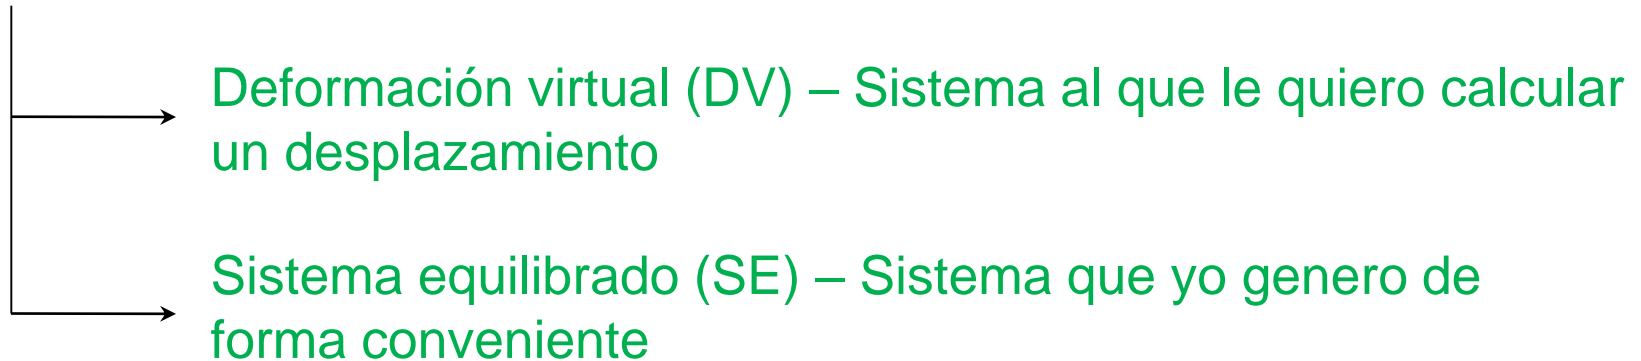 Deformación virtual (DV) – Sistema al que le quiero calcular
un desplazamiento
Sistema equilibrado (SE) – Sistema que yo genero de
forma conveniente